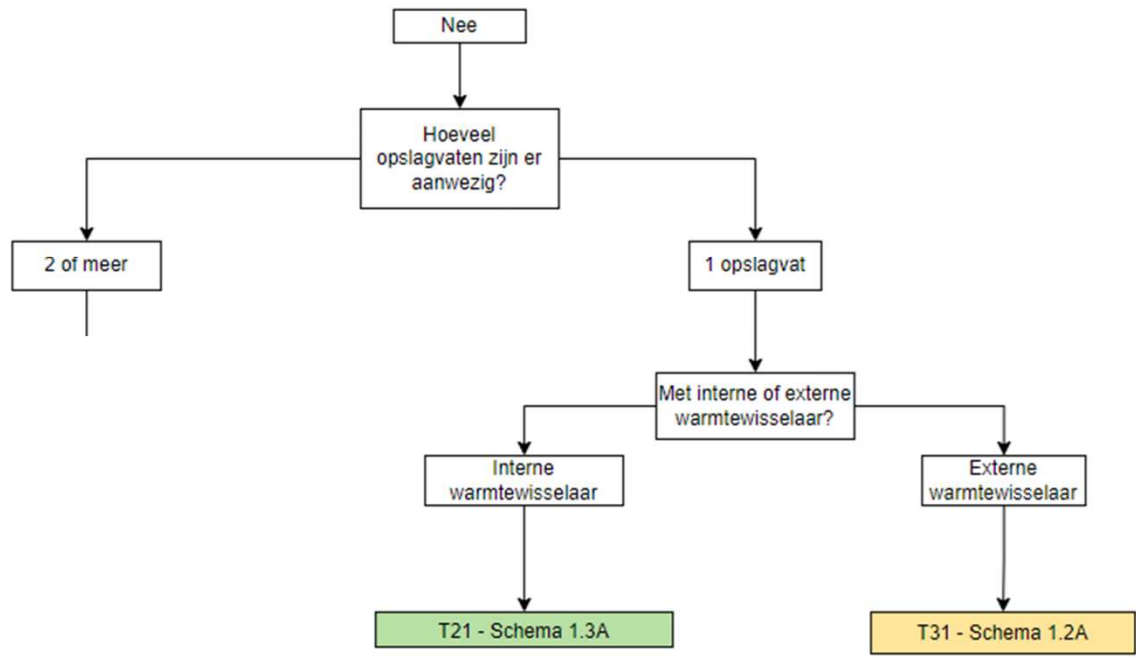 Nee
Hoeveel
opslagvaten zijn er
aanwezig?
2 of meer
1 opslagvat
Met interne of externe
warmtewisselaar?
Interne
warmtewisselaar
Externe
warmtewisselaar
T21 - Schema 1.3A
T31 - Schema 1.2A